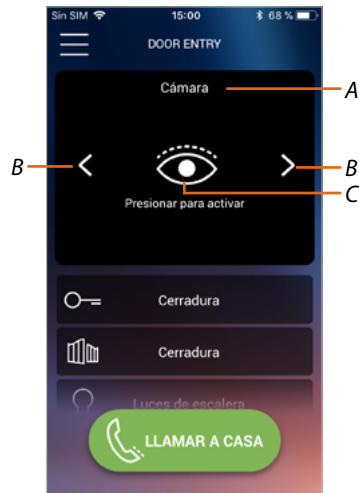 Sin SIM 15:00 68 %
DOOR ENTRY
Cámara
A
B
B
C
Presionar para activar
Cerradura
Cerradura
Luces de escalera
LLAMAR A CASA